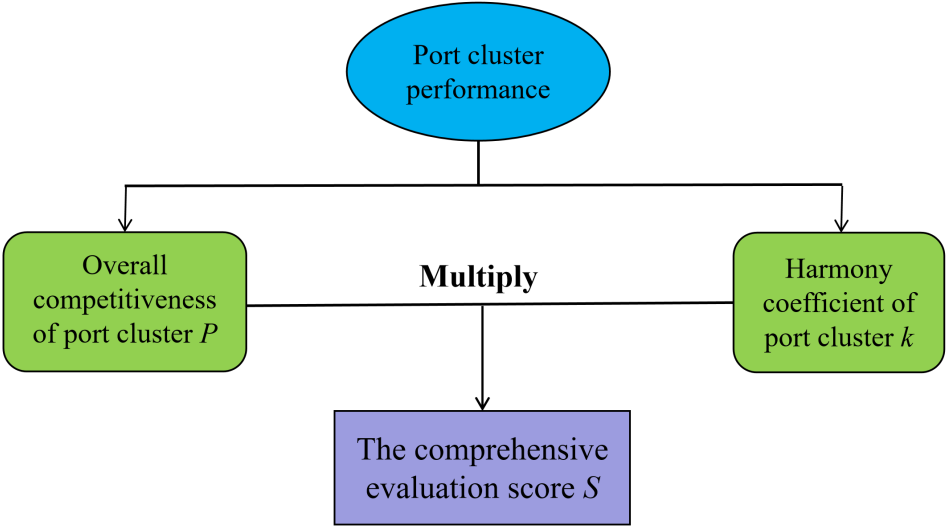 Port cluster
performance
Overall
competitiveness
of port cluster P
Multiply
Harmony
coefficient of
port cluster k
The comprehensive
evaluation score S